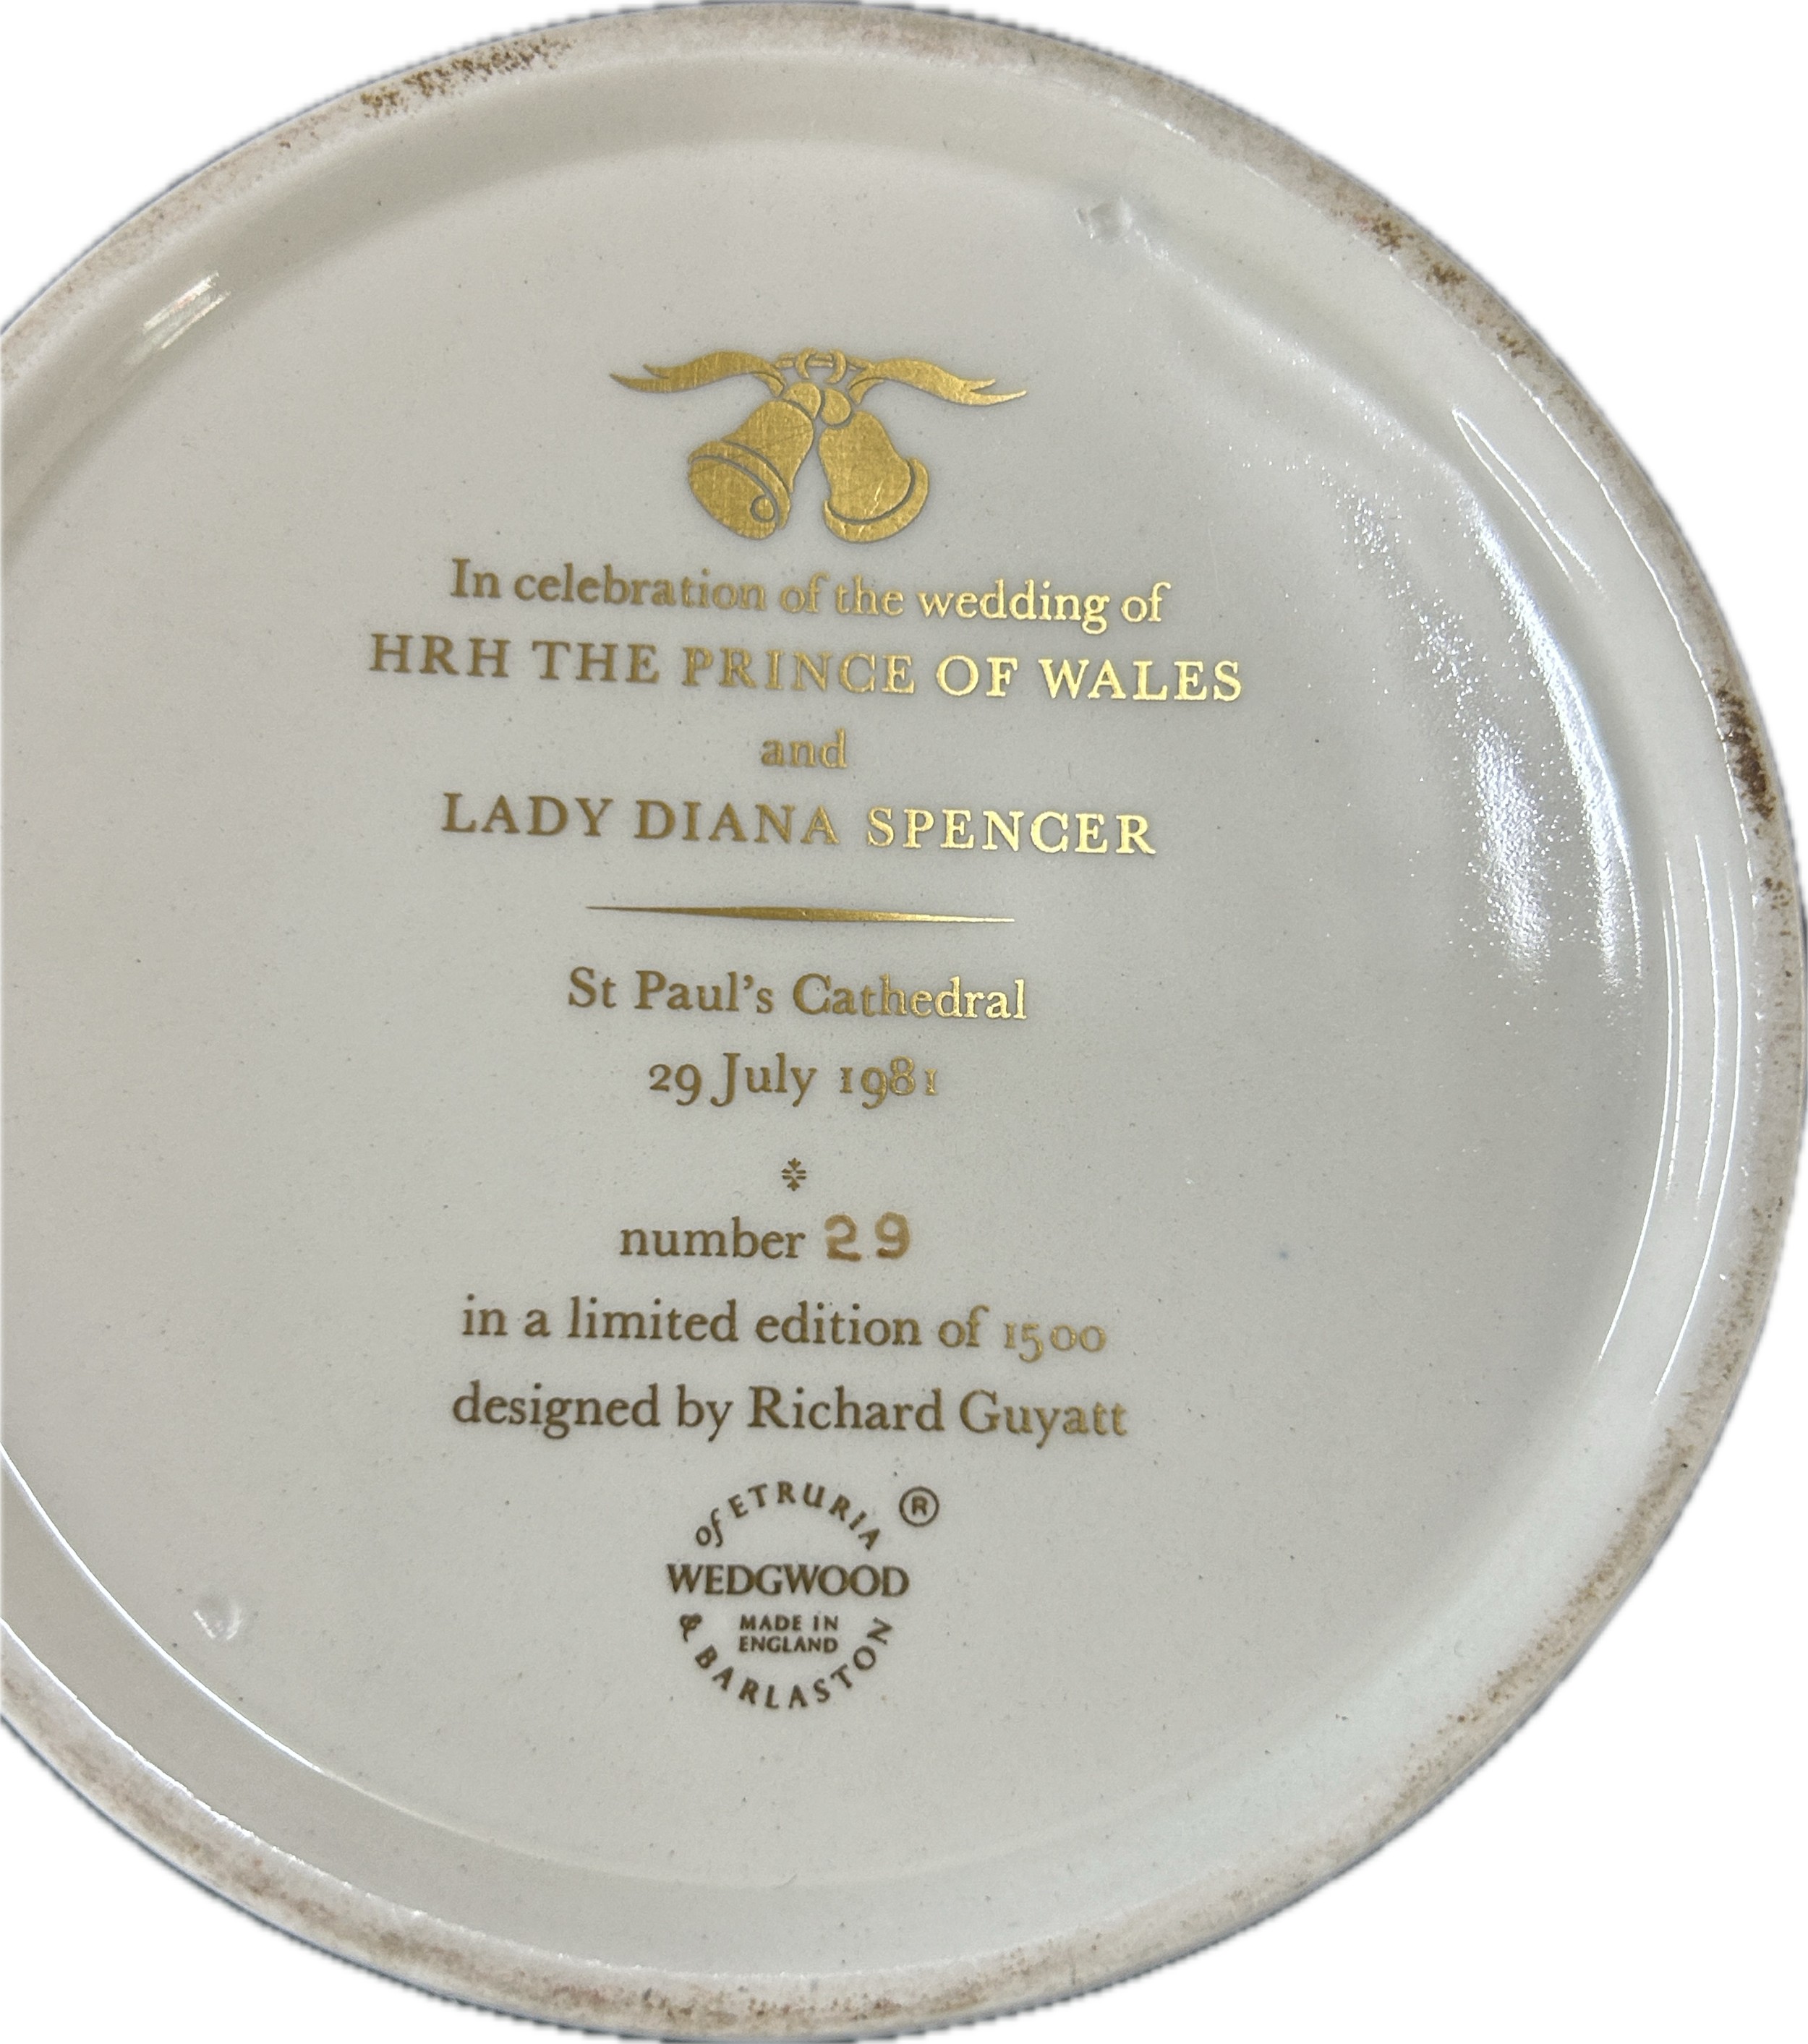 In celebration of the wedding of
HRH THE PRINCE OF WALES
and
LADY DIANA SPENCER
St Paul's Cathedral
29 July 1981
number 29
in a limited edition of 1500
designed by Richard Guyatt
of ETRURIA ®
WEDGWOOD
MADE IN
ENGLAND
& BARLASTON